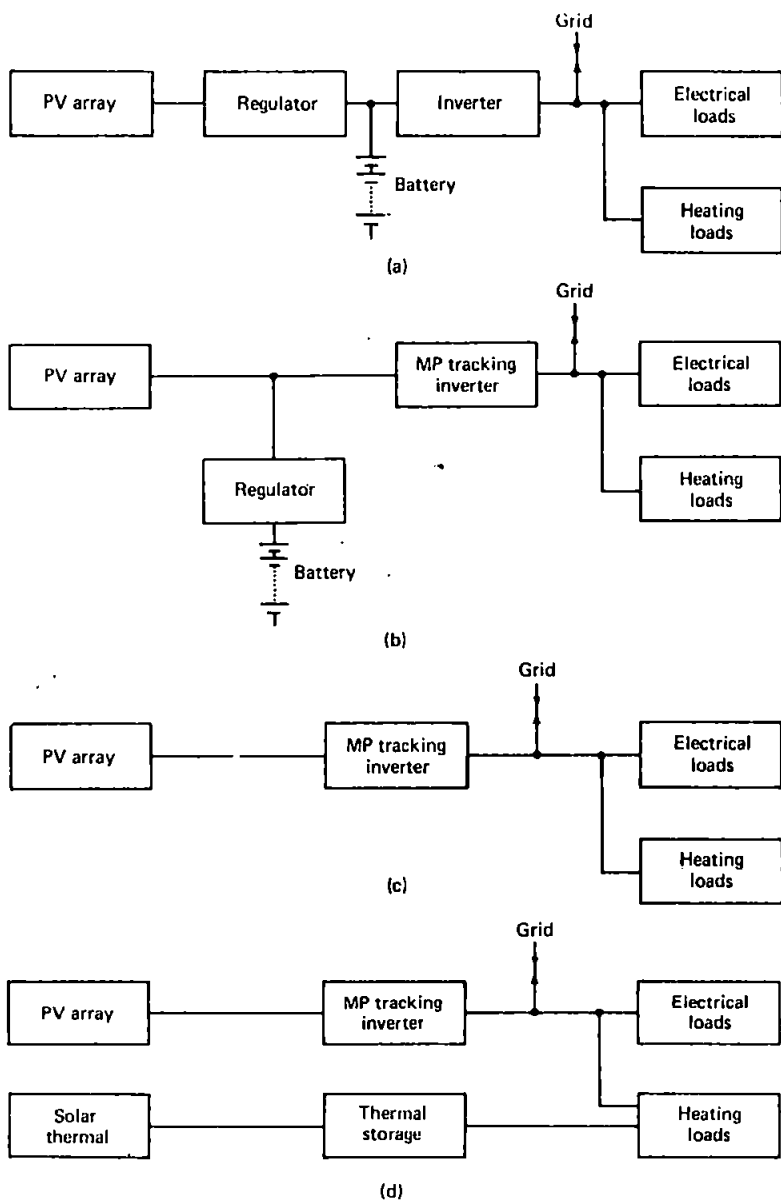 Grid
PV array
Regulator
Inverter
Electrical
loads
Battery
Heating
loads
(a)
Grid
PV array
MP tracking
inverter
Electrical
loads
Regulator
Heating
loads
Battery
(b)
Grid
PV array
MP tracking
inverter
Electrical
loads
Heating
loads
(c)
Grid
PV array
MP tracking
inverter
Electrical
loads
Solar
thermal
Thermal
storage
Heating
loads
(d)